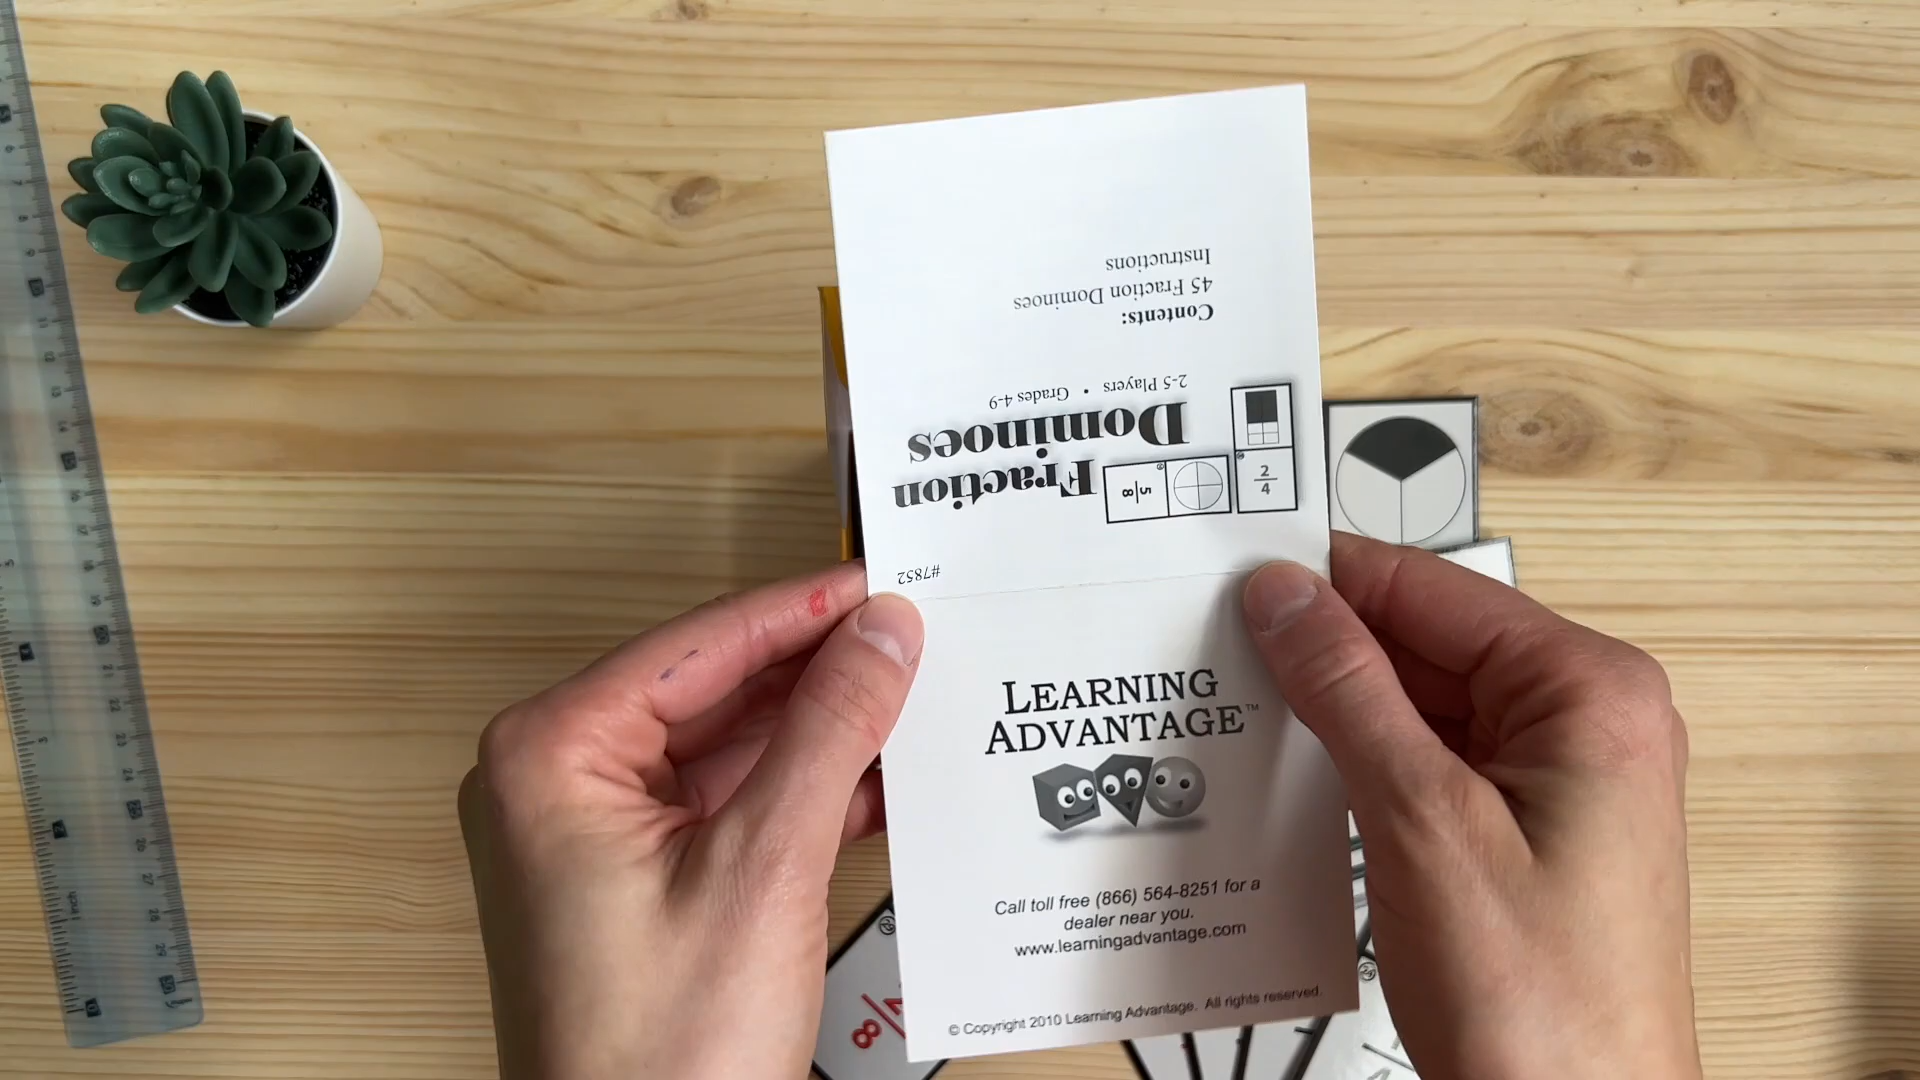 #7852
Fraction
Dominoes
2-5 Players • Grades 4-9
Contents:
45 Fraction Dominoes
Instructions
5/8
2/4
LEARNING
ADVANTAGE™
Call toll free (866) 564-8251 for a
dealer near you.
www.learningadvantage.com
© Copyright 2010 Learning Advantage. All rights reserved.